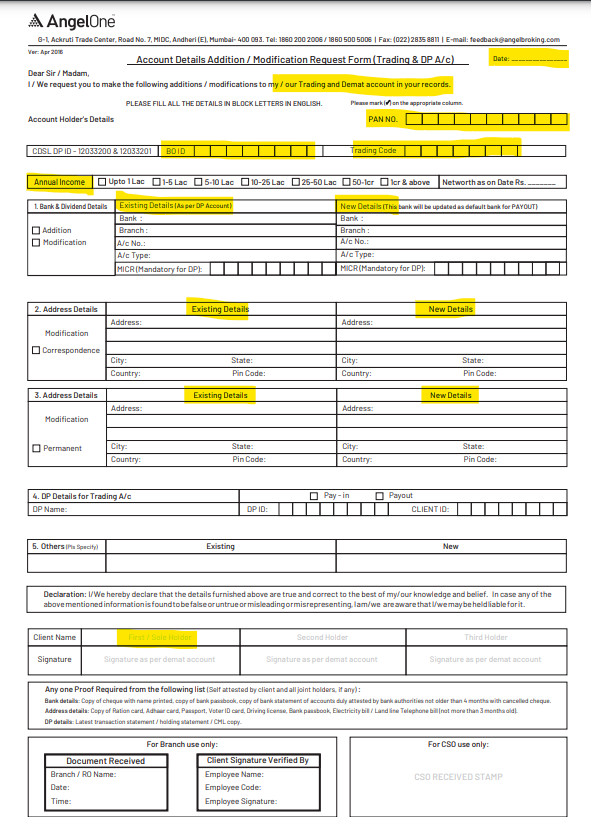 AngelOne
G-1, Ackruti Trade Center, Road No. 7, MIDC, Andheri (E), Mumbai- 400 093. Tel: 1860 200 2006 / 1860 500 5006 | Fax: (022) 2835 8811 | E-mail: feedback@angelbroking.com
Ver: Apr 2016
Account Details Addition / Modification Request Form (Trading & DP A/c)
Date: ______________
Dear Sir / Madam,
I / We request you to make the following additions / modifications to my / our Trading and Demat account in your records.
PLEASE FILL ALL THE DETAILS IN BLOCK LETTERS IN ENGLISH. Please mark (✔) on the appropriate column.
Account Holder's Details PAN NO.
CDSL DP ID - 12033200 & 12033201 BO ID Trading Code
Annual Income Upto 1 Lac 1-5 Lac 5-10 Lac 10-25 Lac 25-50 Lac 50-1cr 1cr & above Networth as on Date Rs. _______
1. Bank & Dividend Details Existing Details (As per DP Account) New Details (This bank will be updated as default bank for PAYOUT)
Bank : Bank :
Addition Branch : Branch :
Modification A/c No.: A/c No.:
A/c Type: A/c Type:
MICR (Mandatory for DP): MICR (Mandatory for DP):
2. Address Details Existing Details New Details
Address: Address:
Modification
Correspondence
City: State: City: State:
Country: Pin Code: Country: Pin Code:
3. Address Details Existing Details New Details
Address: Address:
Modification
Permanent City: State: City: State:
Country: Pin Code: Country: Pin Code:
4. DP Details for Trading A/c Pay - in Payout
DP Name: DP ID: CLIENT ID:
5. Others (Pls Specify) Existing New
Declaration: I/We hereby declare that the details furnished above are true and correct to the best of my/our knowledge and belief. In case any of the
above mentioned information is found to be false or untrue or misleading or misrepresenting, I am/we are aware that I/we may be held liable for it.
Client Name First / Sole Holder Second Holder Third Holder
Signature Signature as per demat account Signature as per demat account Signature as per demat account
Any one Proof Required from the following list (Self attested by client and all joint holders, if any) :
Bank details: Copy of cheque with name printed, copy of bank passbook, copy of bank statement of accounts duly attested by bank authorities not older than 4 months with cancelled cheque.
Address details: Copy of Ration card, Adhaar card, Passport, Voter ID card, Driving license, Bank passbook, Electricity bill / Land line Telephone bill (not more than 3 months old).
DP details: Latest transaction statement / holding statement / CML copy.
For Branch use only: For CSO use only:
Document Received Client Signature Verified By
Branch / RO Name: Employee Name:
CSO RECEIVED STAMP
Date: Employee Code:
Time: Employee Signature: